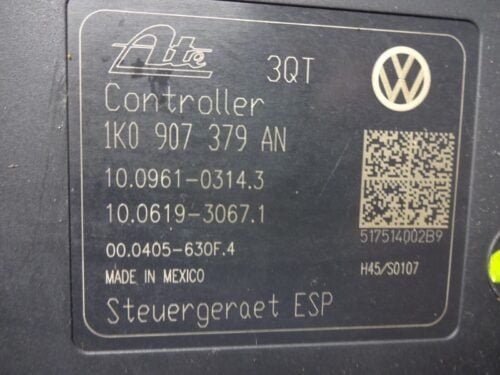 Ate 3QT
Controller
1K0 907 379 AN
10.0961-0314.3
10.0619-3067.1
517514002B9
00.0405-630F.4
MADE IN MEXICO
H45/S0107
Steuergeraet ESP